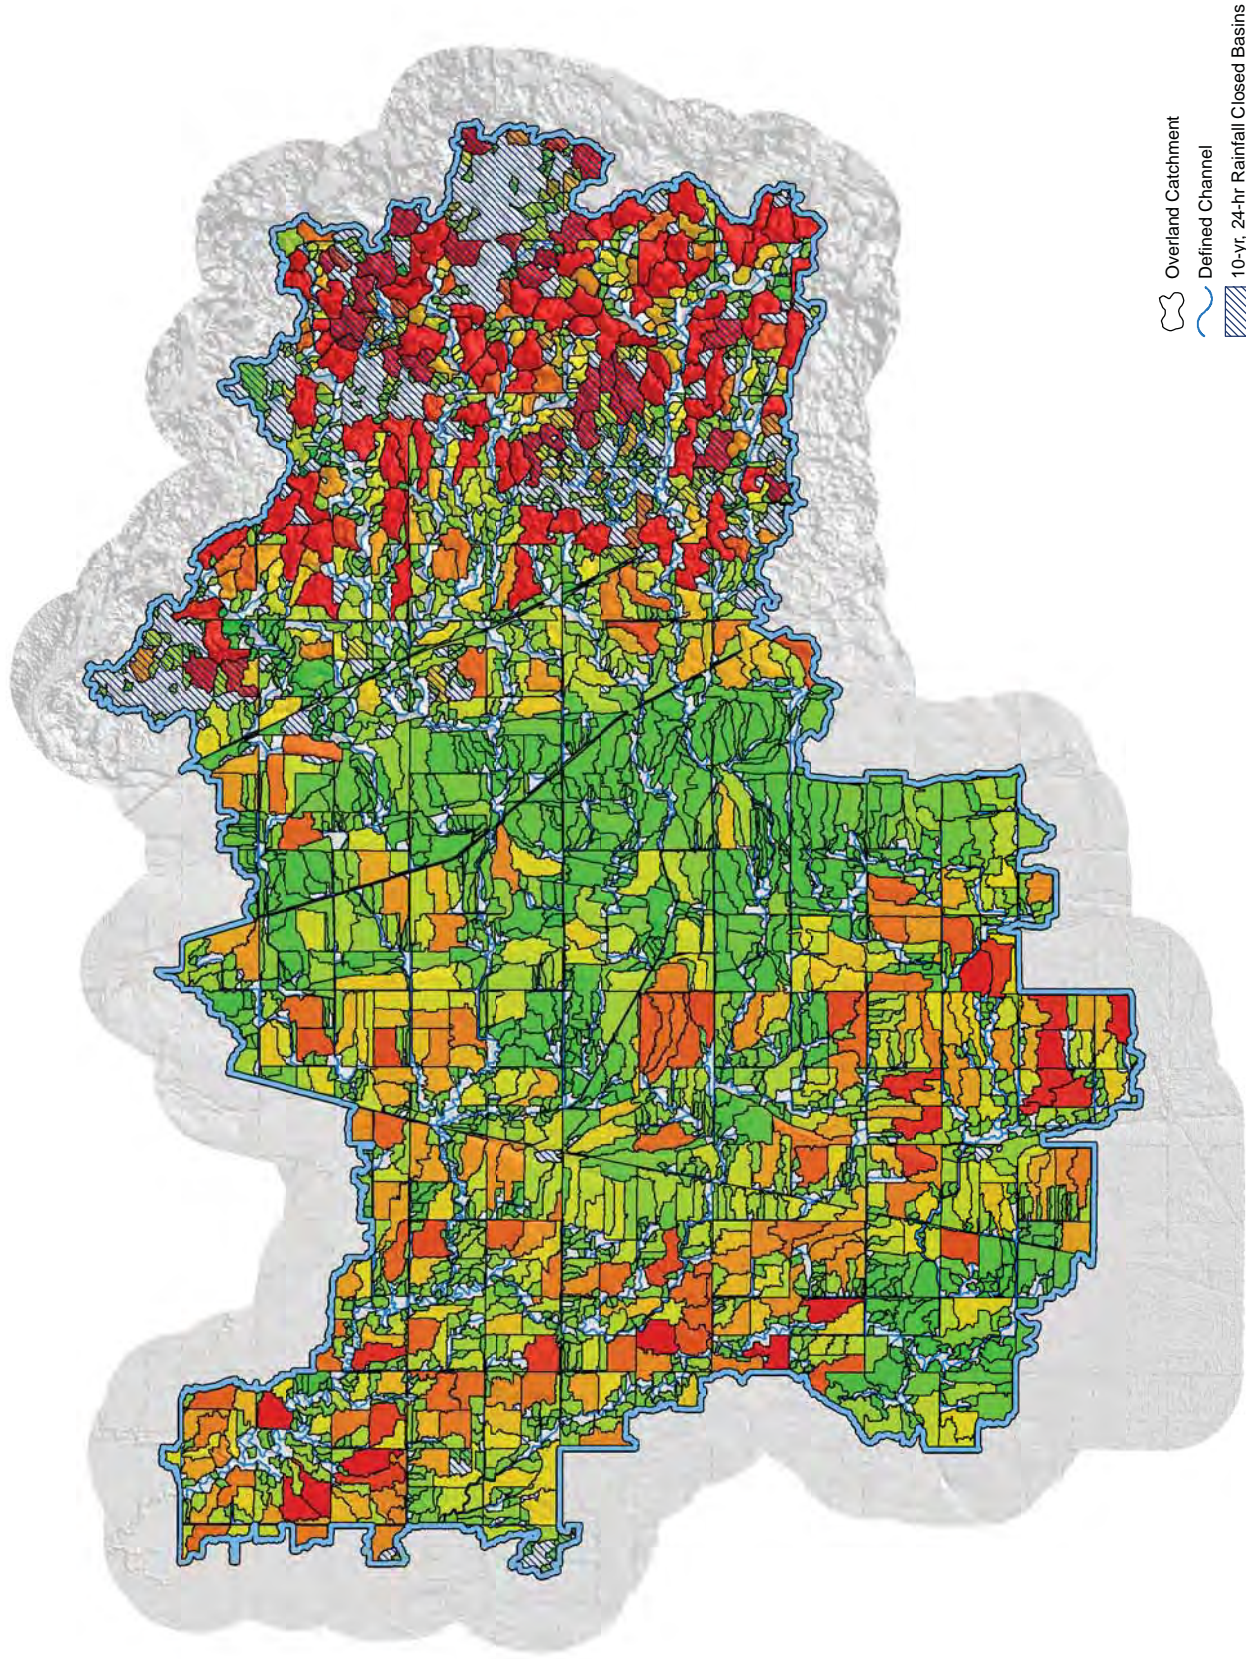 Overland Catchment
Defined Channel
10-yr, 24-hr Rainfall Closed Basins